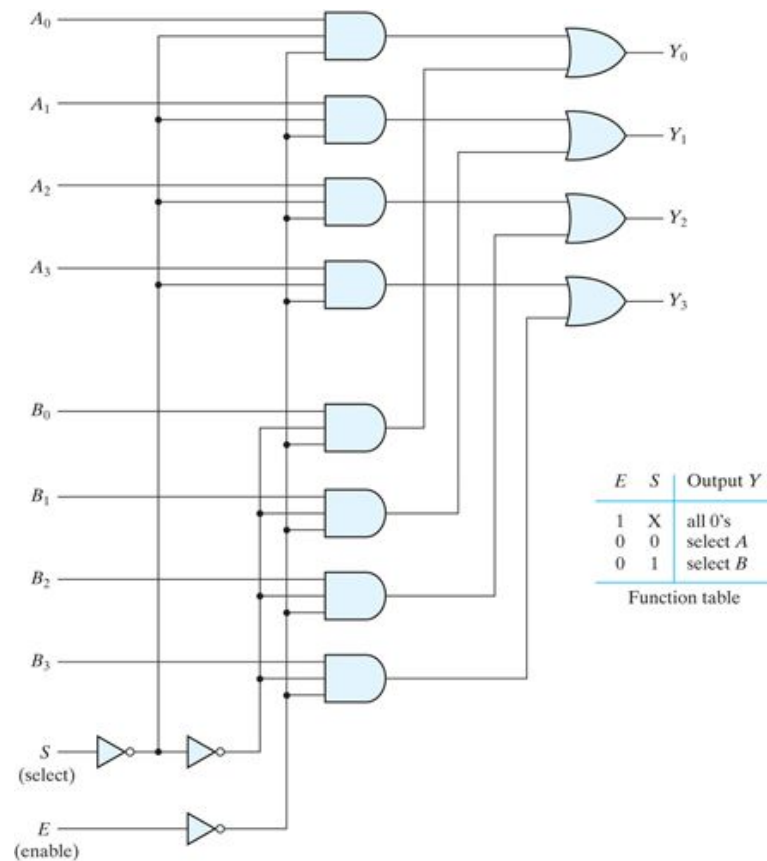 A₀
Y₀
A₁
Y₁
A₂
Y₂
A₃
Y₃
B₀
B₁
E S Output Y
1 X all 0's
0 0 select A
0 1 select B
Function table
B₂
B₃
S
(select)
E
(enable)